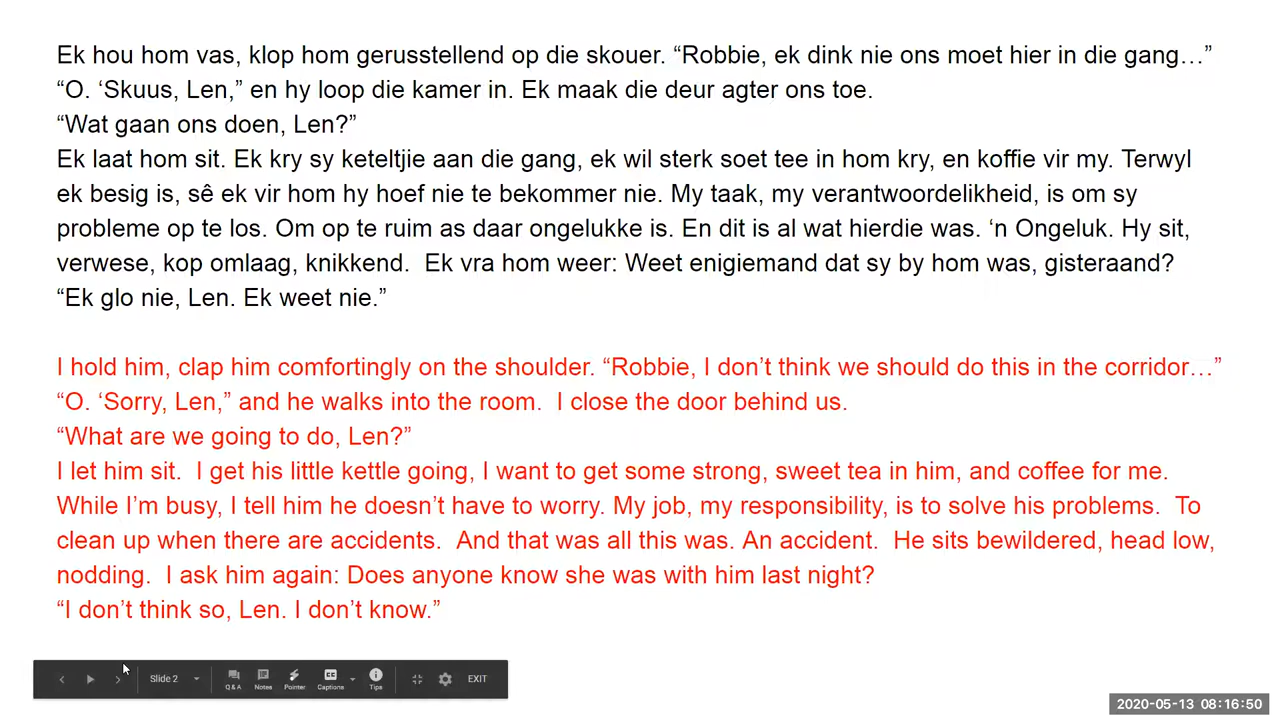 Ek hou hom vas, klop hom gerusstellend op die skouer. “Robbie, ek dink nie ons moet hier in die gang…”
“O. ‘Skuus, Len,” en hy loop die kamer in. Ek maak die deur agter ons toe.
“Wat gaan ons doen, Len?”
Ek laat hom sit. Ek kry sy keteltjie aan die gang, ek wil sterk soet tee in hom kry, en koffie vir my. Terwyl
ek besig is, sê ek vir hom hy hoef nie te bekommer nie. My taak, my verantwoordelikheid, is om sy
probleme op te los. Om op te ruim as daar ongelukke is. En dit is al wat hierdie was. ‘n Ongeluk. Hy sit,
verwese, kop omlaag, knikkend.  Ek vra hom weer: Weet enigiemand dat sy by hom was, gisteraand?
“Ek glo nie, Len. Ek weet nie.”
I hold him, clap him comfortingly on the shoulder. “Robbie, I don’t think we should do this in the corridor…”
“O. ‘Sorry, Len,” and he walks into the room.  I close the door behind us.
“What are we going to do, Len?”
I let him sit.  I get his little kettle going, I want to get some strong, sweet tea in him, and coffee for me.
While I’m busy, I tell him he doesn’t have to worry. My job, my responsibility, is to solve his problems.  To
clean up when there are accidents.  And that was all this was. An accident.  He sits bewildered, head low,
nodding.  I ask him again: Does anyone know she was with him last night?
“I don’t think so, Len. I don’t know.”
Slide 2 Q & A Notes Pointer CC Captions Tips EXIT
2020-05-13 08:16:50